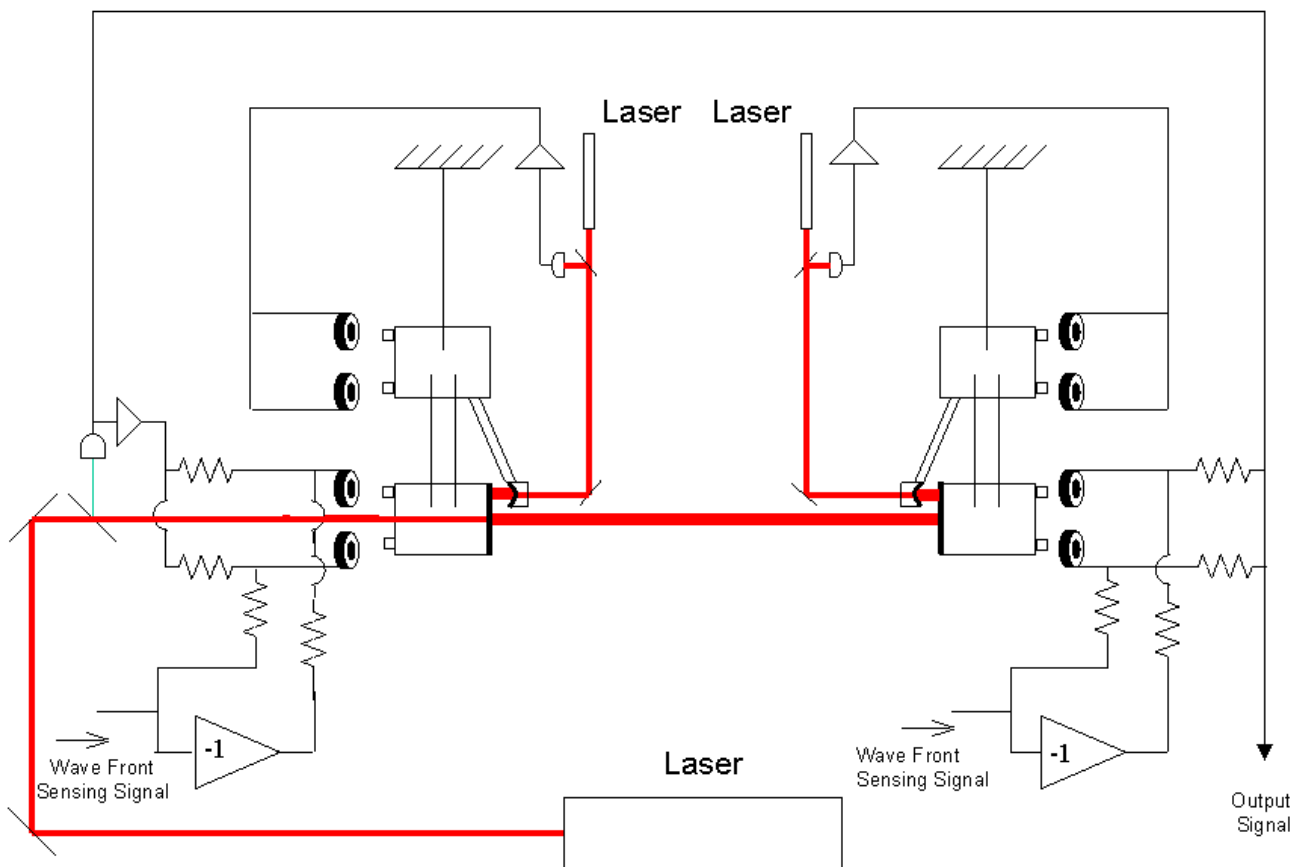 Laser
Laser
-1
Wave Front
Sensing Signal
-1
Wave Front
Sensing Signal
Laser
Output
Signal